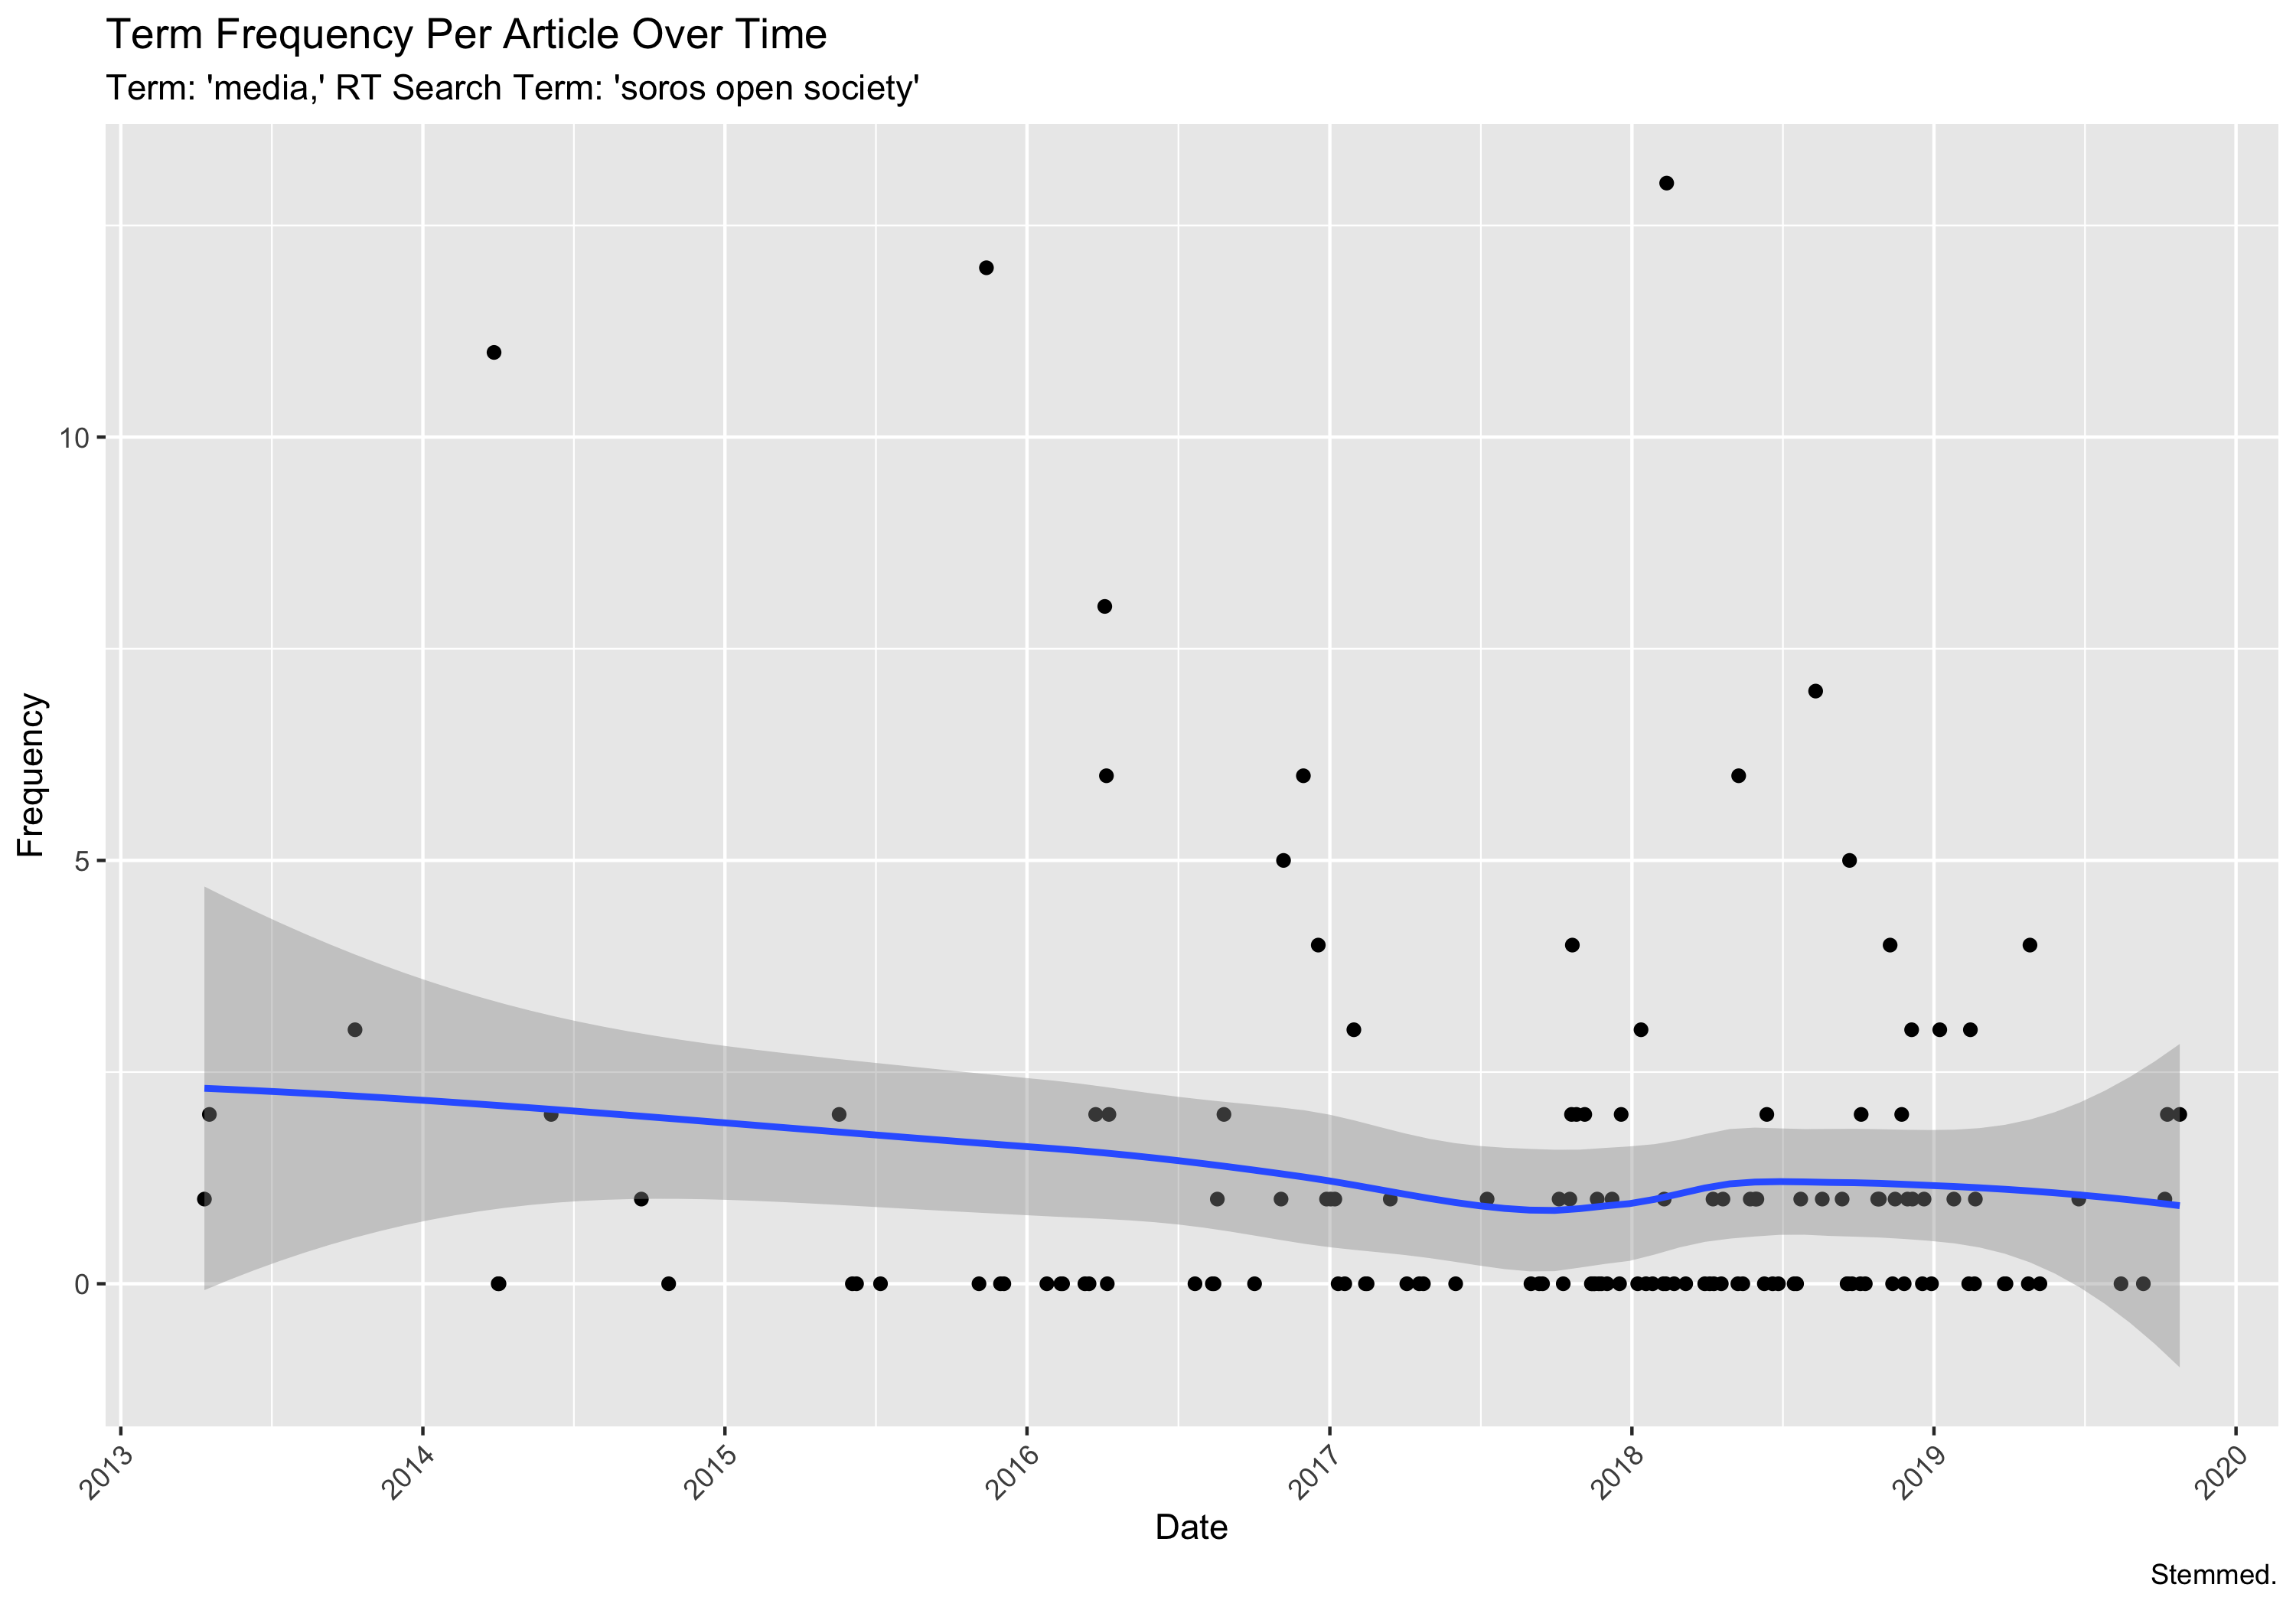 Term Frequency Per Article Over Time
Term: 'media,' RT Search Term: 'soros open society'
10
5
0
Frequency
2013
2014
2015
2016
2017
2018
2019
2020
Date
Stemmed.